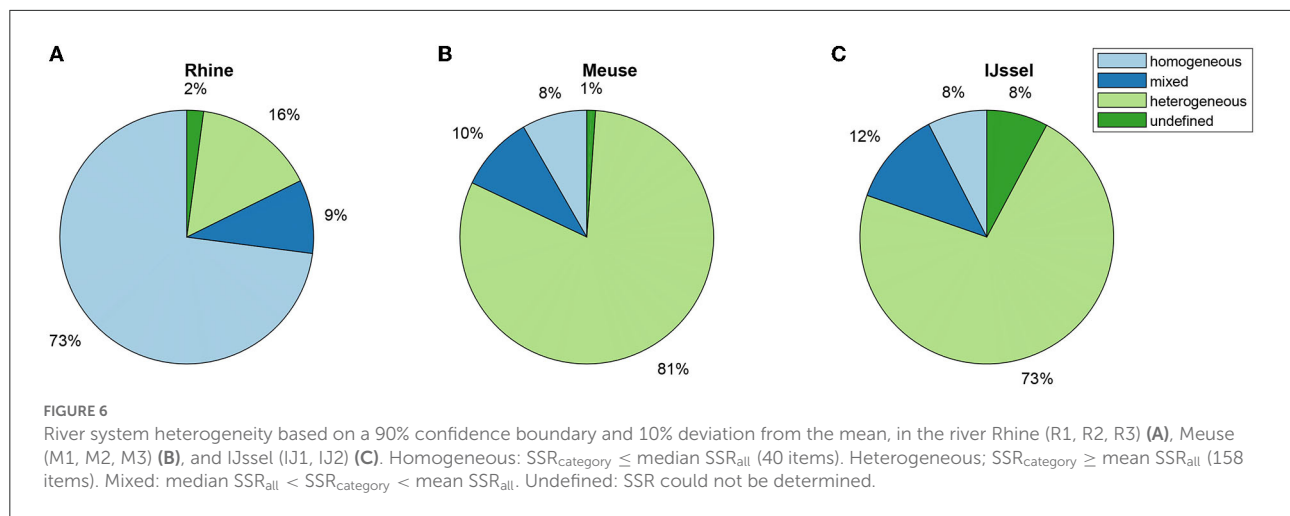 A
Rhine
2%
16%
9%
73%
B
Meuse
8%
1%
10%
81%
C
IJssel
8%
8%
12%
73%
homogeneous
mixed
heterogeneous
undefined
FIGURE 6
River system heterogeneity based on a 90% confidence boundary and 10% deviation from the mean, in the river Rhine (R1, R2, R3) (A), Meuse
(M1, M2, M3) (B), and IJssel (IJ1, IJ2) (C). Homogeneous: SSRcategory ≤ median SSRall (40 items). Heterogeneous; SSRcategory ≥ mean SSRall (158
items). Mixed: median SSRall < SSRcategory < mean SSRall. Undefined: SSR could not be determined.